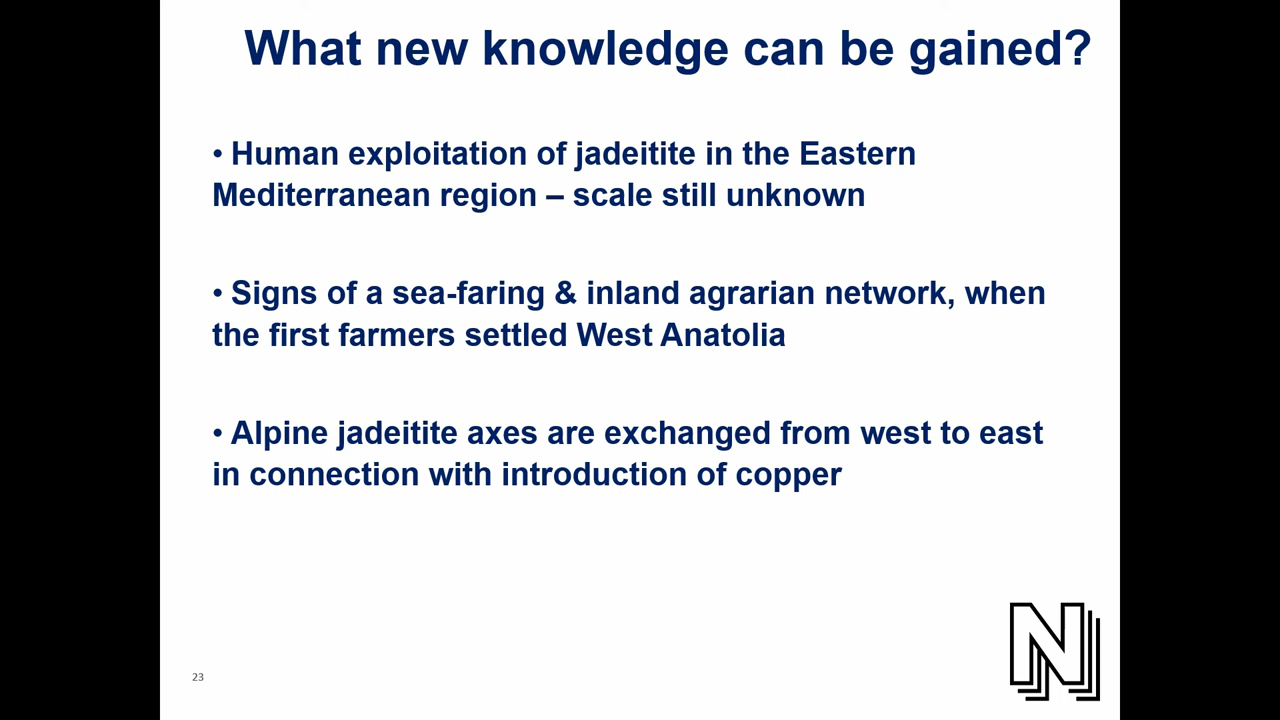 What new knowledge can be gained?
• Human exploitation of jadeitite in the Eastern
Mediterranean region – scale still unknown
• Signs of a sea-faring & inland agrarian network, when
the first farmers settled West Anatolia
• Alpine jadeitite axes are exchanged from west to east
in connection with introduction of copper
N
23